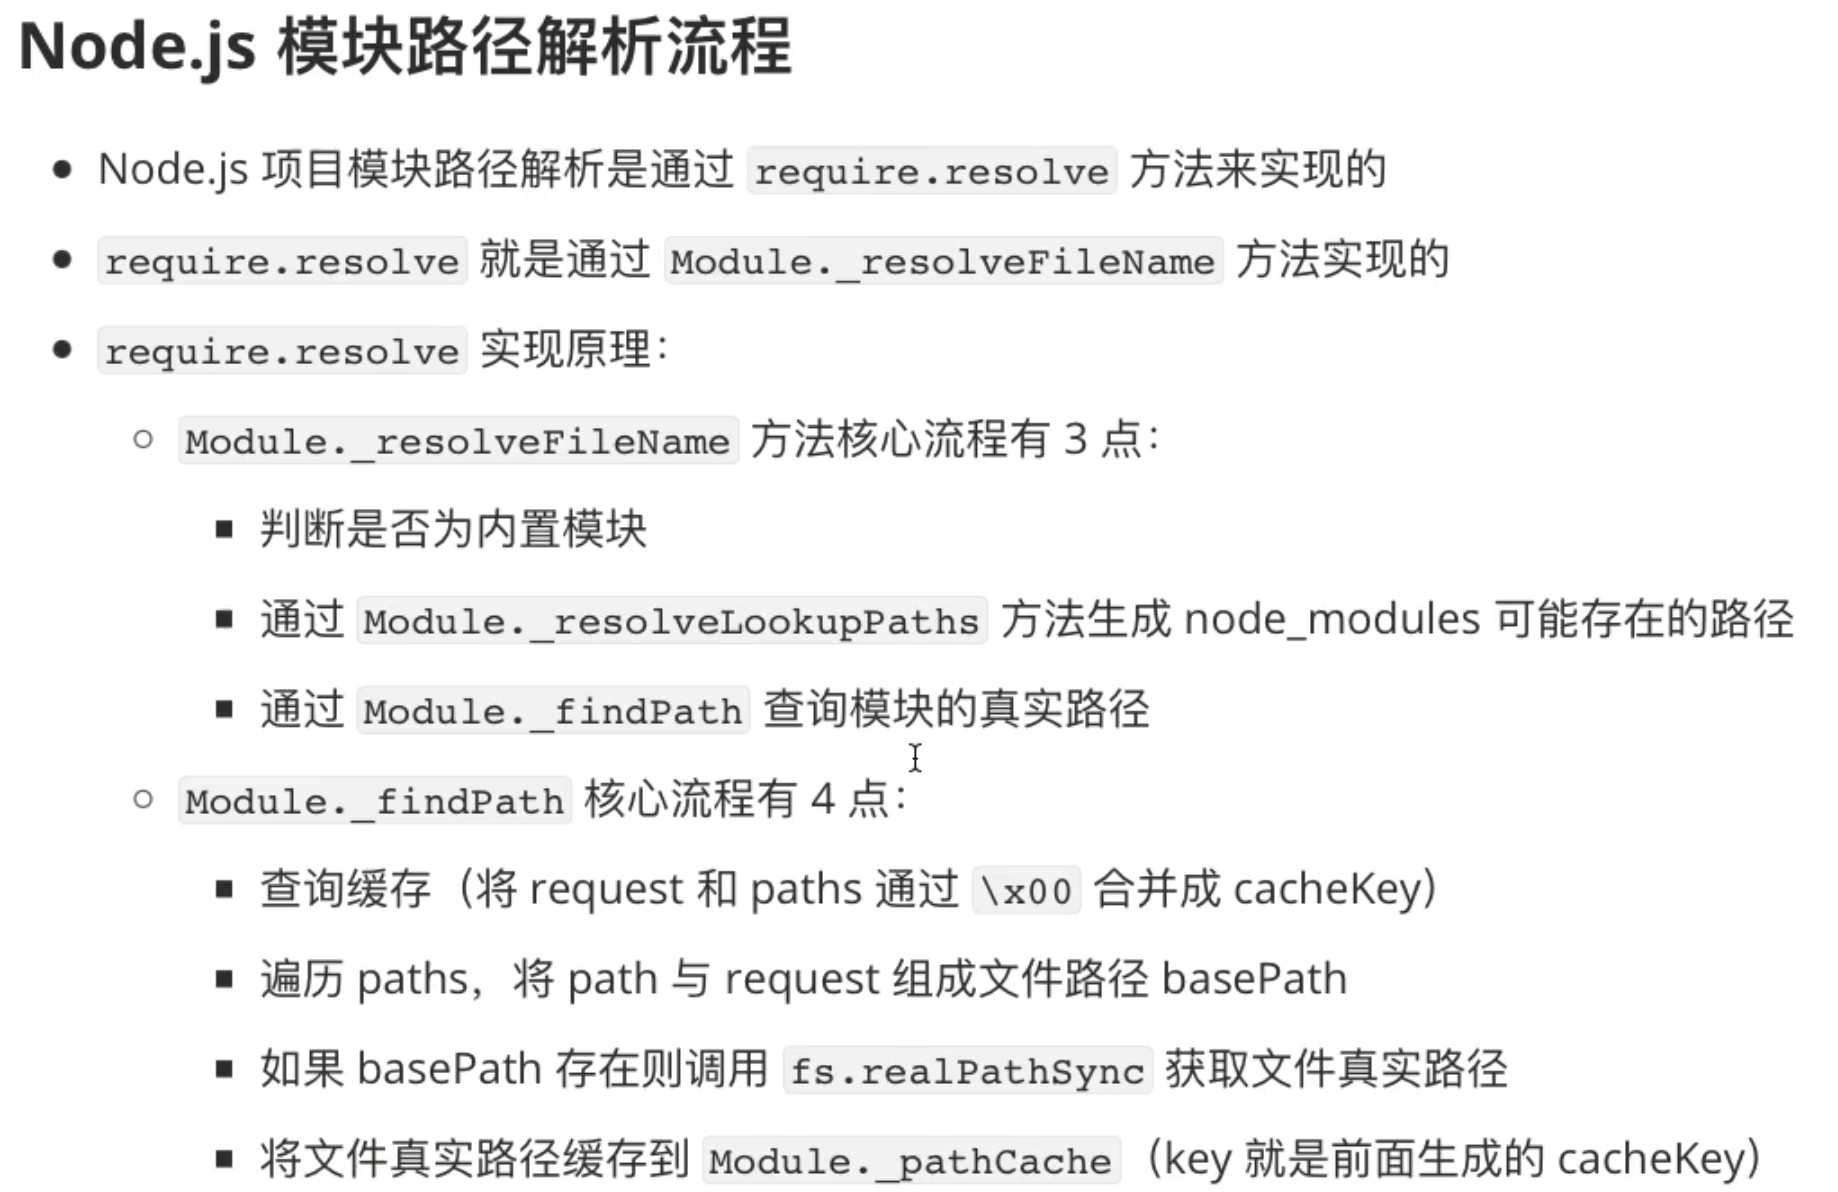 Node.js 模块路径解析流程
Node.js 项目模块路径解析是通过 require.resolve 方法来实现的
require.resolve 就是通过 Module._resolveFileName 方法实现的
require.resolve 实现原理：
Module._resolveFileName 方法核心流程有 3 点：
判断是否为内置模块
通过 Module._resolveLookupPaths 方法生成 node_modules 可能存在的路径
通过 Module._findPath 查询模块的真实路径
Module._findPath 核心流程有 4 点：
查询缓存（将 request 和 paths 通过 \x00 合并成 cacheKey）
遍历 paths，将 path 与 request 组成文件路径 basePath
如果 basePath 存在则调用 fs.realPathSync 获取文件真实路径
将文件真实路径缓存到 Module._pathCache（key 就是前面生成的 cacheKey）